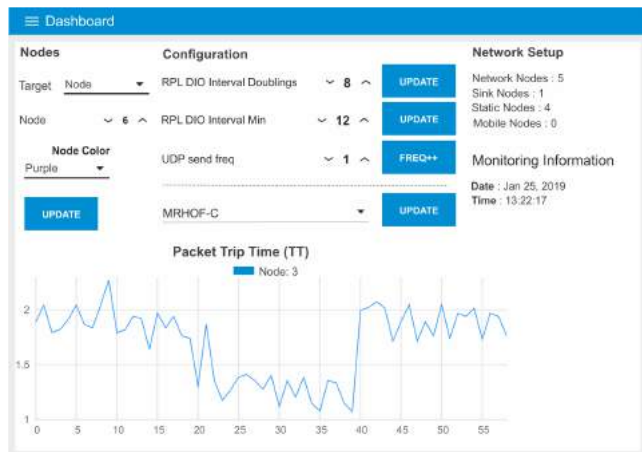 Dashboard
Nodes
Target Node
Node 6
Node Color
Purple
UPDATE
Configuration
RPL DIO Interval Doublings 8 UPDATE
RPL DIO Interval Min 12 UPDATE
UDP send freq 1 FREQ++
MRHOF-C UPDATE
Network Setup
Network Nodes : 5
Sink Nodes : 1
Static Nodes : 4
Mobile Nodes : 0
Monitoring Information
Date : Jan 25, 2019
Time : 13:22:17
Packet Trip Time (TT)
Node: 3
2
1.5
1
0 5 10 15 20 25 30 35 40 45 50 55